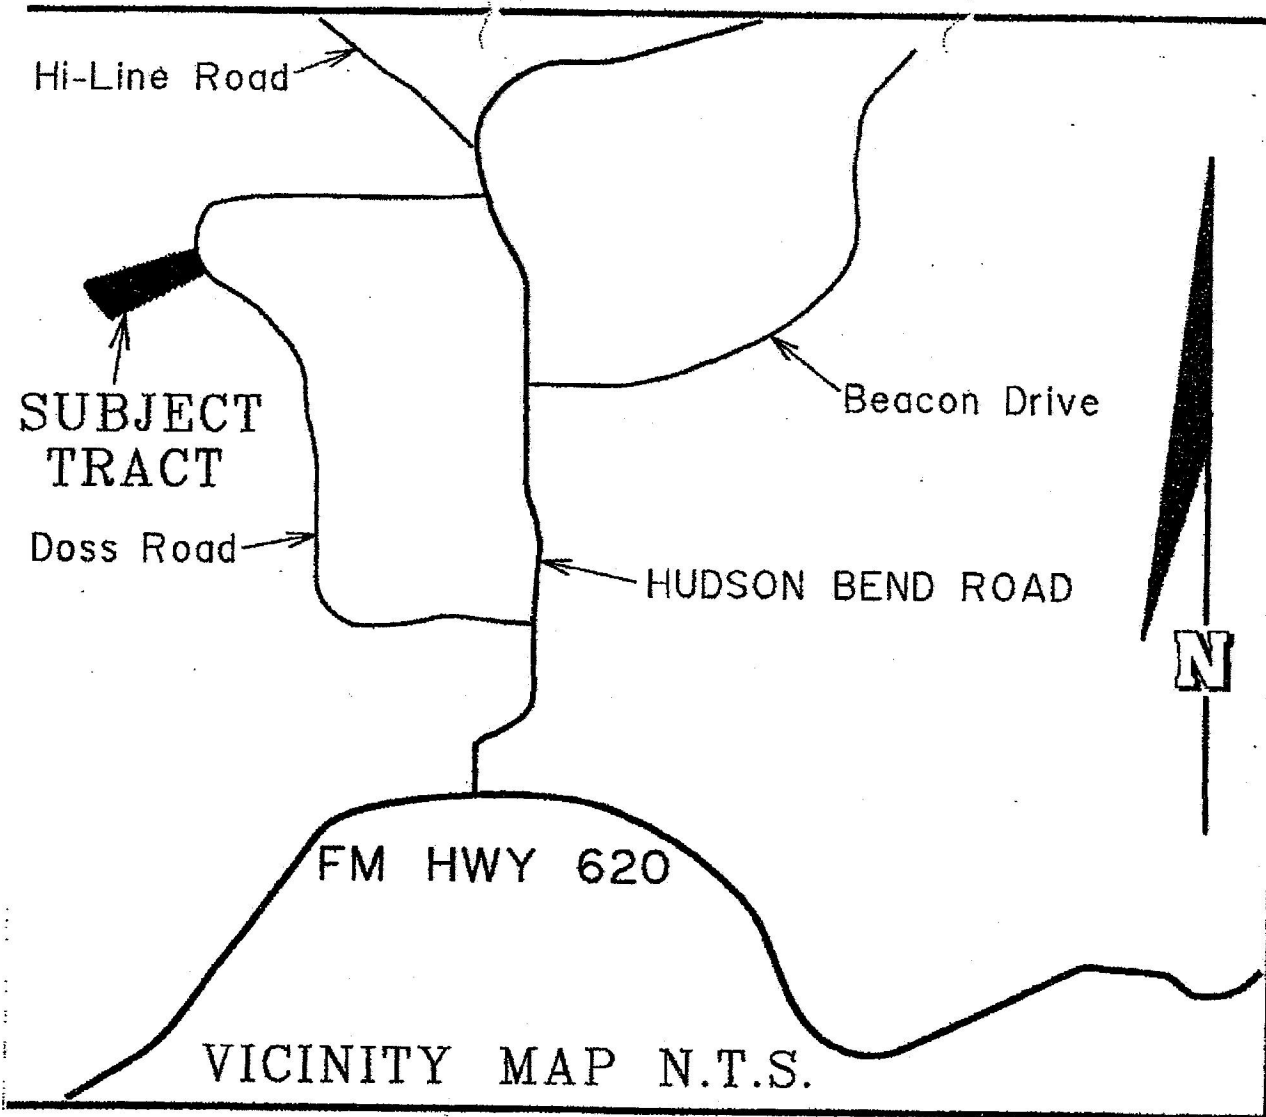 Hi-Line Road
Beacon Drive
SUBJECT
TRACT
Doss Road
HUDSON BEND ROAD
N
FM HWY 620
VICINITY MAP N.T.S.